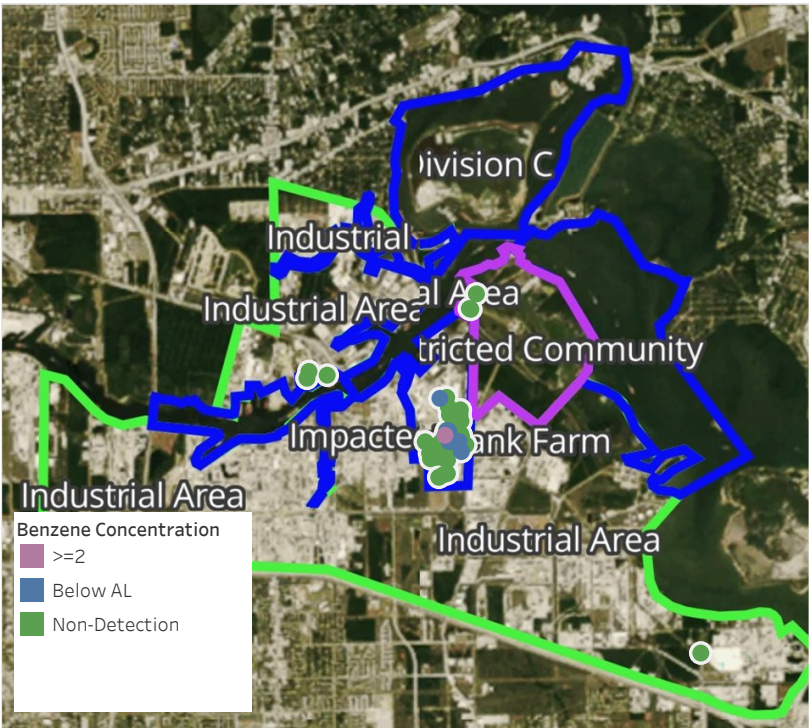 Division C
Industrial
Industrial Area
al Area
tricted Community
Impacte
ank Farm
Industrial Area
Industrial Area
Benzene Concentration
>=2
Below AL
Non-Detection